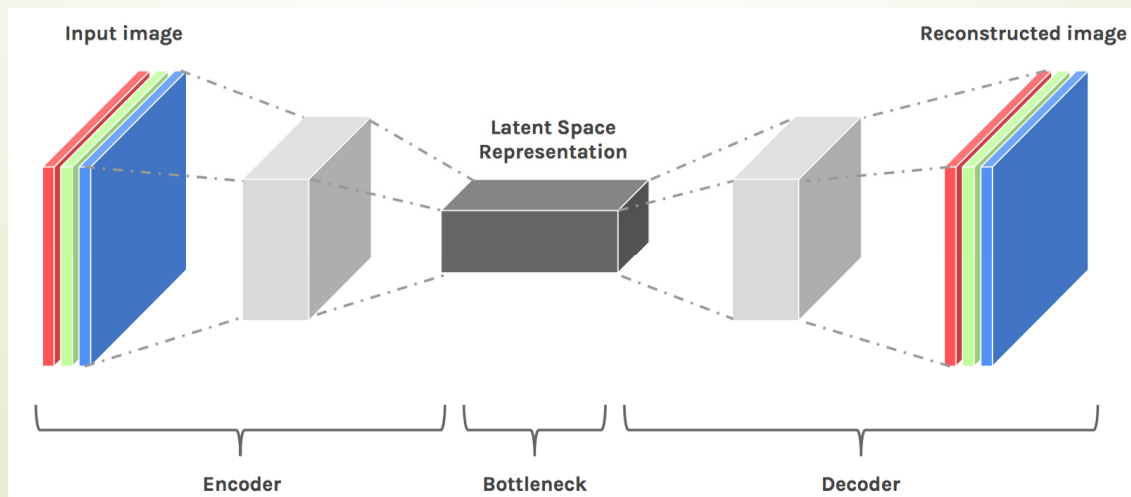 Input image
Reconstructed image
Latent Space
Representation
Encoder
Bottleneck
Decoder